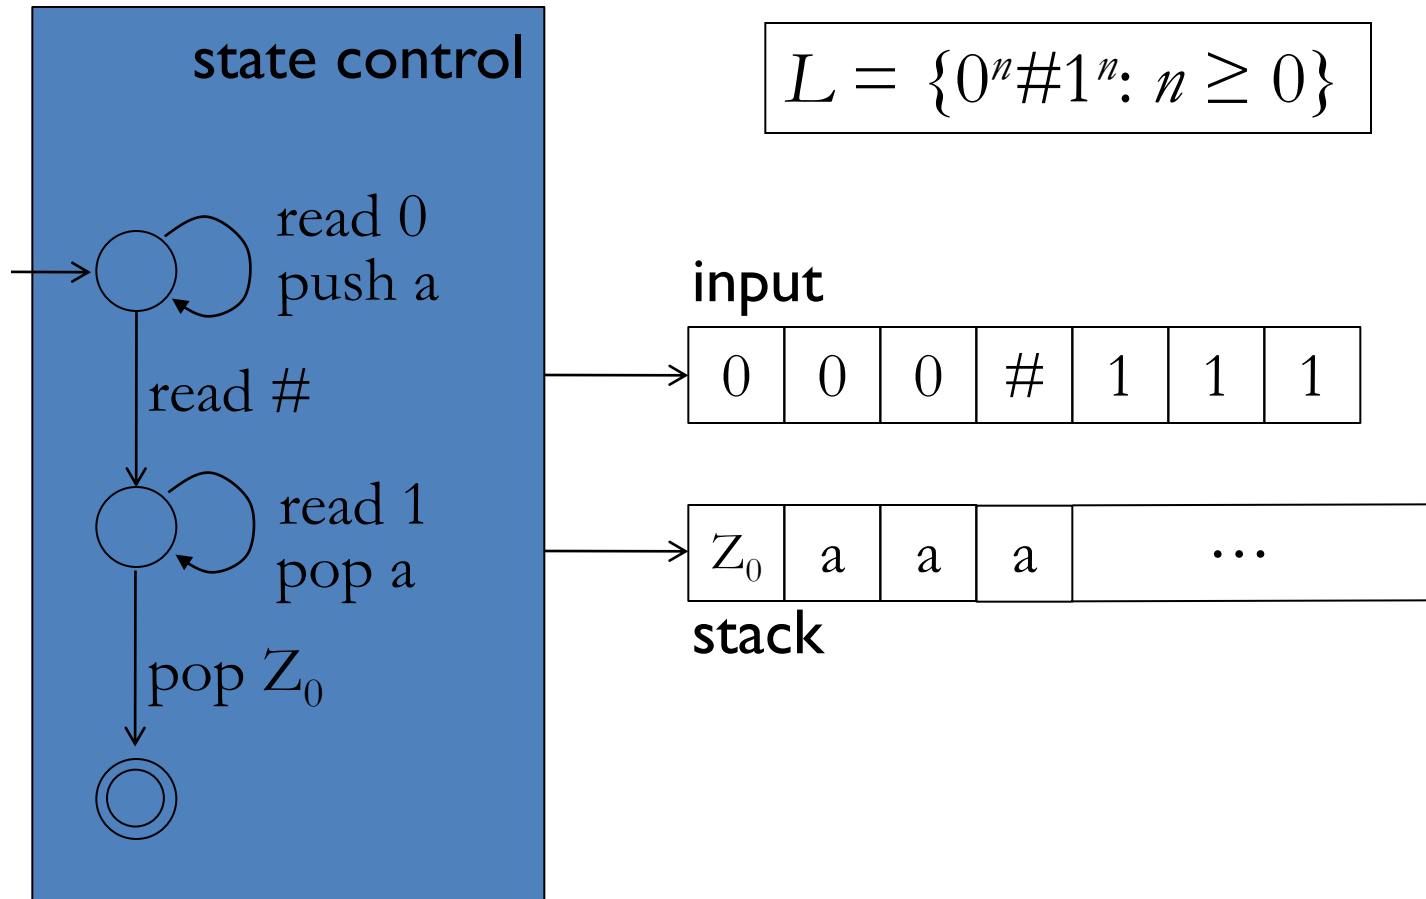 state control
L = {0ⁿ#1ⁿ: n ≥ 0}
read 0
push a
read #
read 1
pop a
pop Z₀
input
0 0 0 # 1 1 1
Z₀ a a a ...
stack